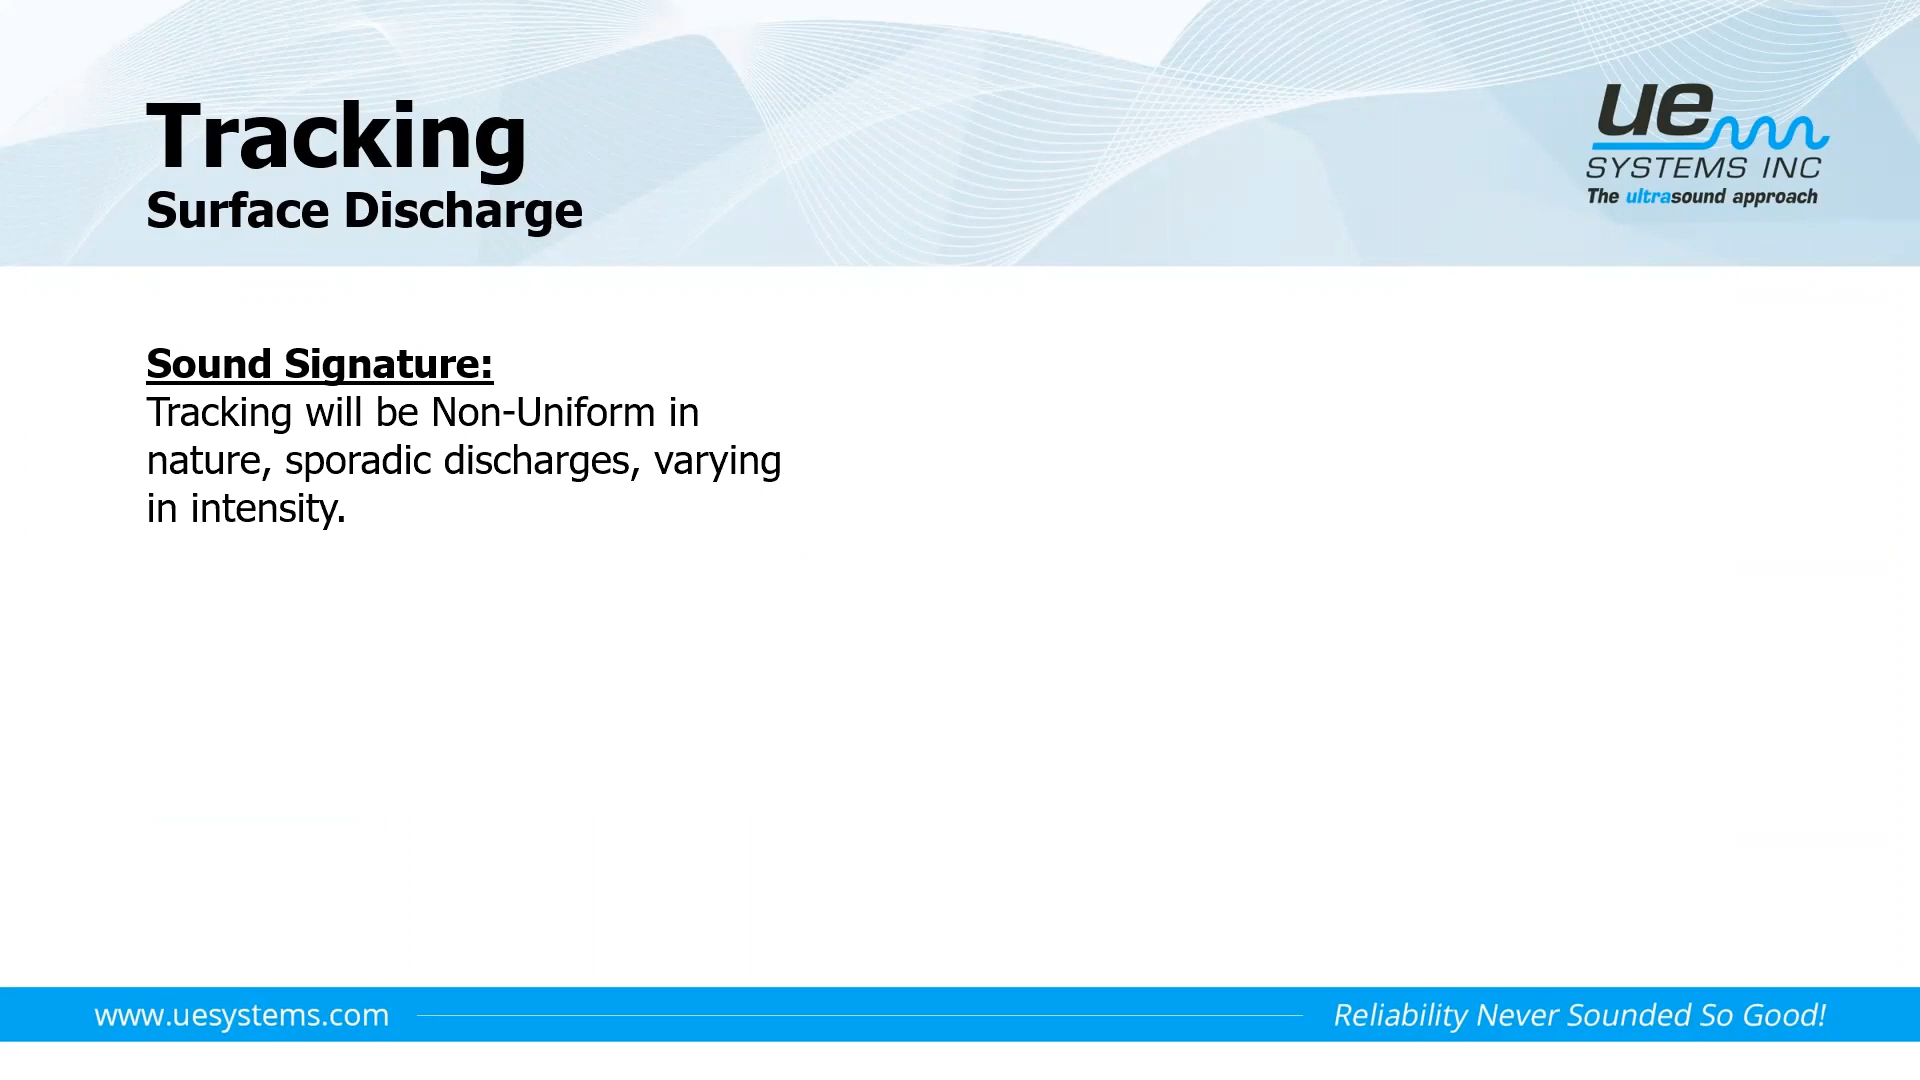 Tracking
Surface Discharge
ue
SYSTEMS INC
The ultrasound approach
Sound Signature:
Tracking will be Non-Uniform in
nature, sporadic discharges, varying
in intensity.
www.uesystems.com
Reliability Never Sounded So Good!